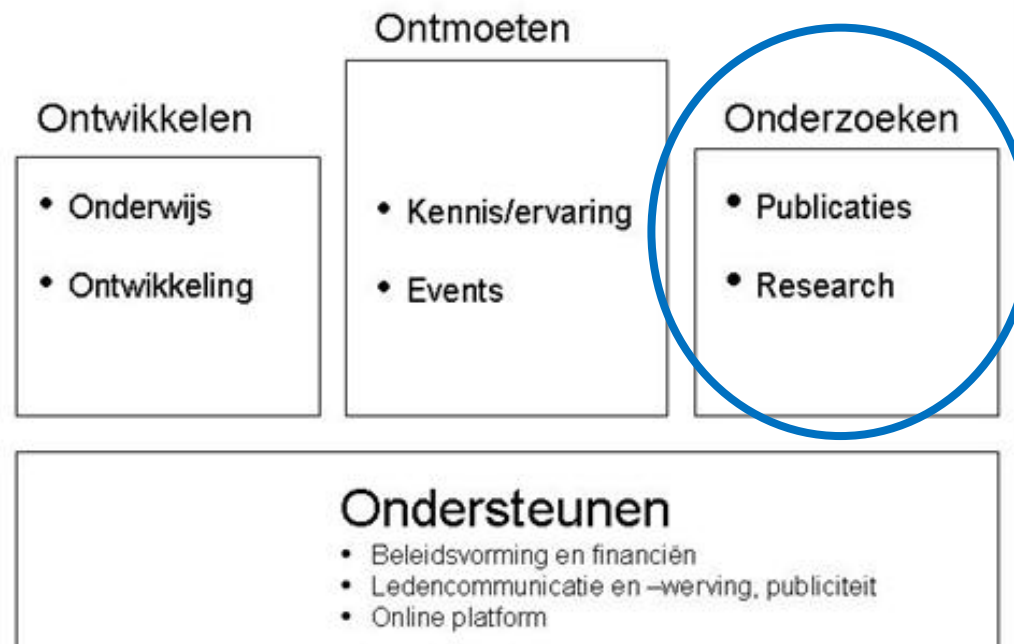 Ontmoeten
Ontwikkelen
Onderzoeken
• Onderwijs
• Ontwikkeling
• Kennis/ervaring
• Events
• Publicaties
• Research
Ondersteunen
• Beleidsvorming en financiën
• Ledencommunicatie en –werving, publiciteit
• Online platform